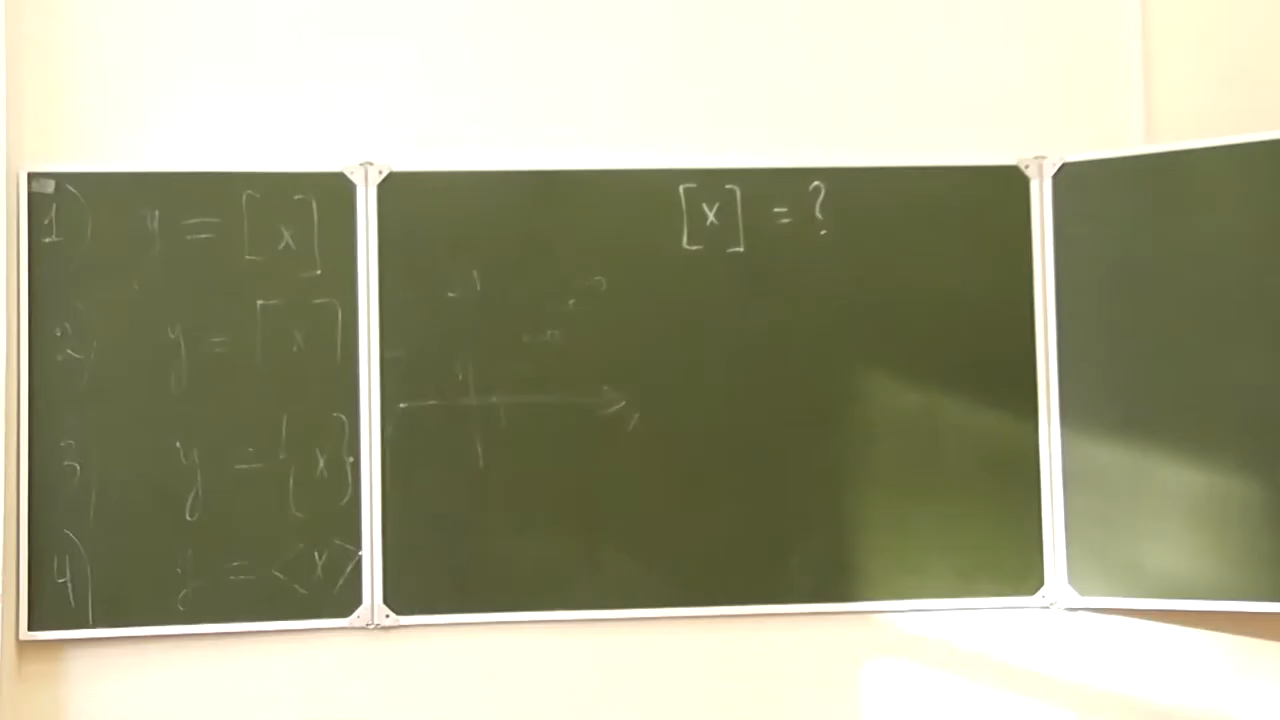 1) y = [x]
2) y = ⌈x⌉
3) y = {x}
4) y = <x>
[x] = ?